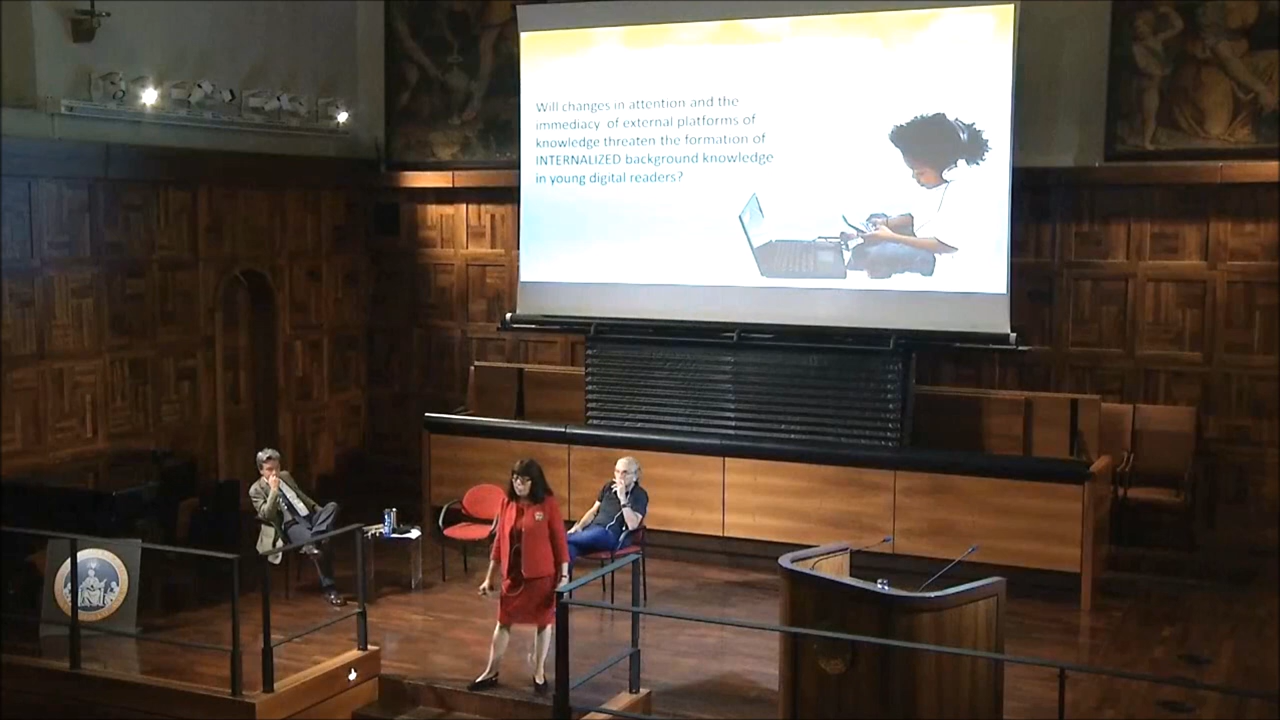 Will changes in attention and the
immediacy of external platforms of
knowledge threaten the formation of
INTERNALIZED background knowledge
in young digital readers?